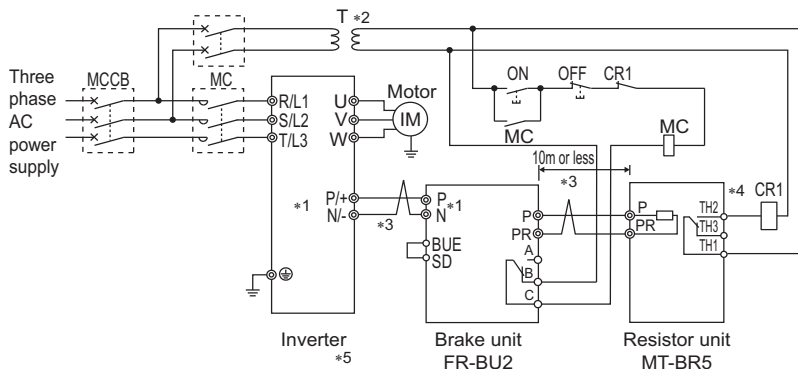 T *2
Three
phase
AC
power
supply
MCCB
MC
R/L1
S/L2
T/L3
U
V
W
Motor
IM
ON
OFF
CR1
MC
MC
10m or less
*3
*1
P/+
N/-
*3
P
N
*1
BUE
SD
P
PR
A
B
C
P
PR
*4
TH2
TH3
TH1
CR1
Inverter
*5
Brake unit
FR-BU2
Resistor unit
MT-BR5